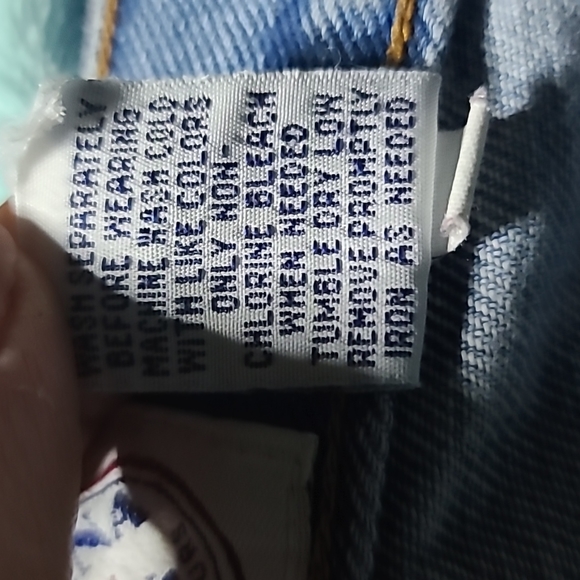 WASH SEPARATELY
BEFORE WEARING
MACHINE WASH COLD
WITH LIKE COLORS
ONLY NON-
CHLORINE BLEACH
WHEN NEEDED
TUMBLE DRY LOW
REMOVE PROMPTLY
IRON AS NEEDED